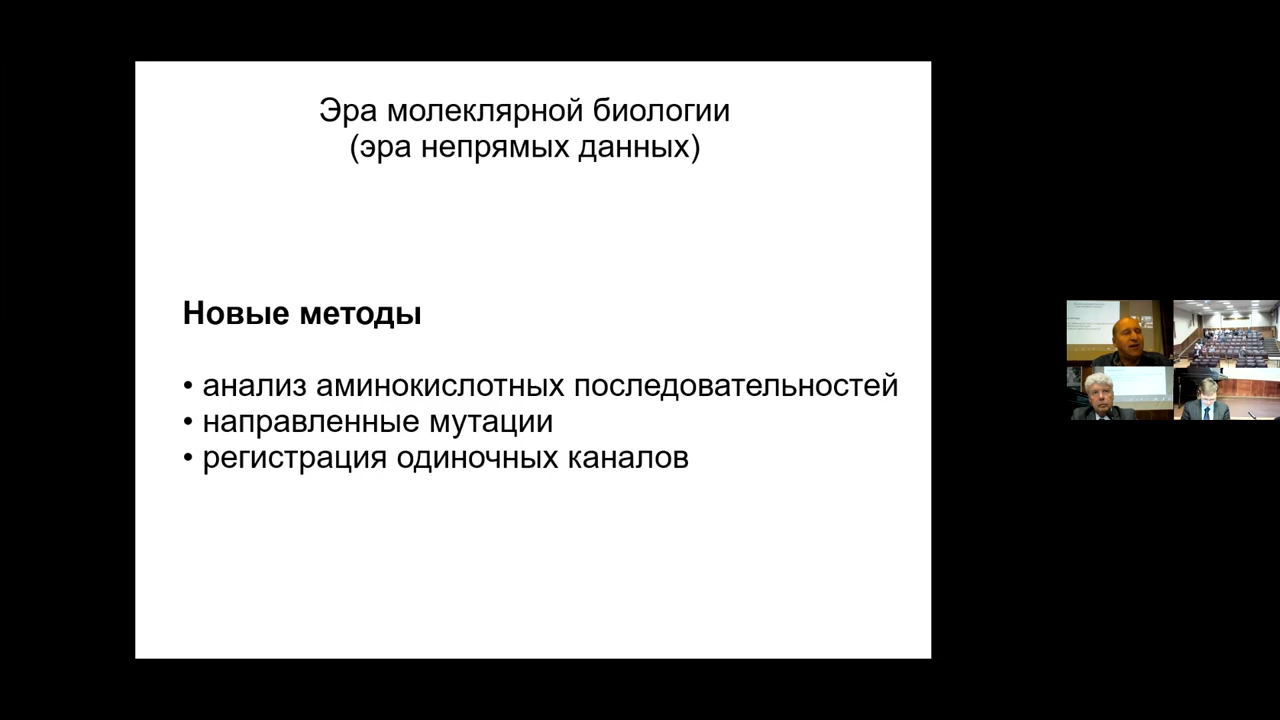 Эра молеклярной биологии
(эра непрямых данных)
Новые методы
• анализ аминокислотных последовательностей
• направленные мутации
• регистрация одиночных каналов